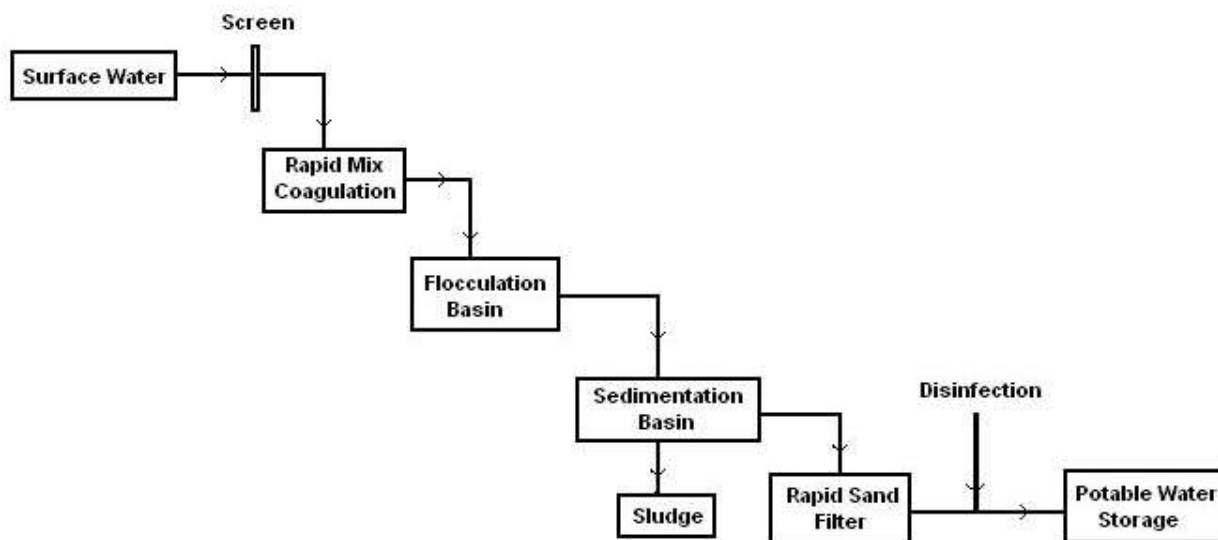 Screen
Surface Water
Rapid Mix
Coagulation
Flocculation
Basin
Sedimentation
Basin
Disinfection
Sludge
Rapid Sand
Filter
Potable Water
Storage